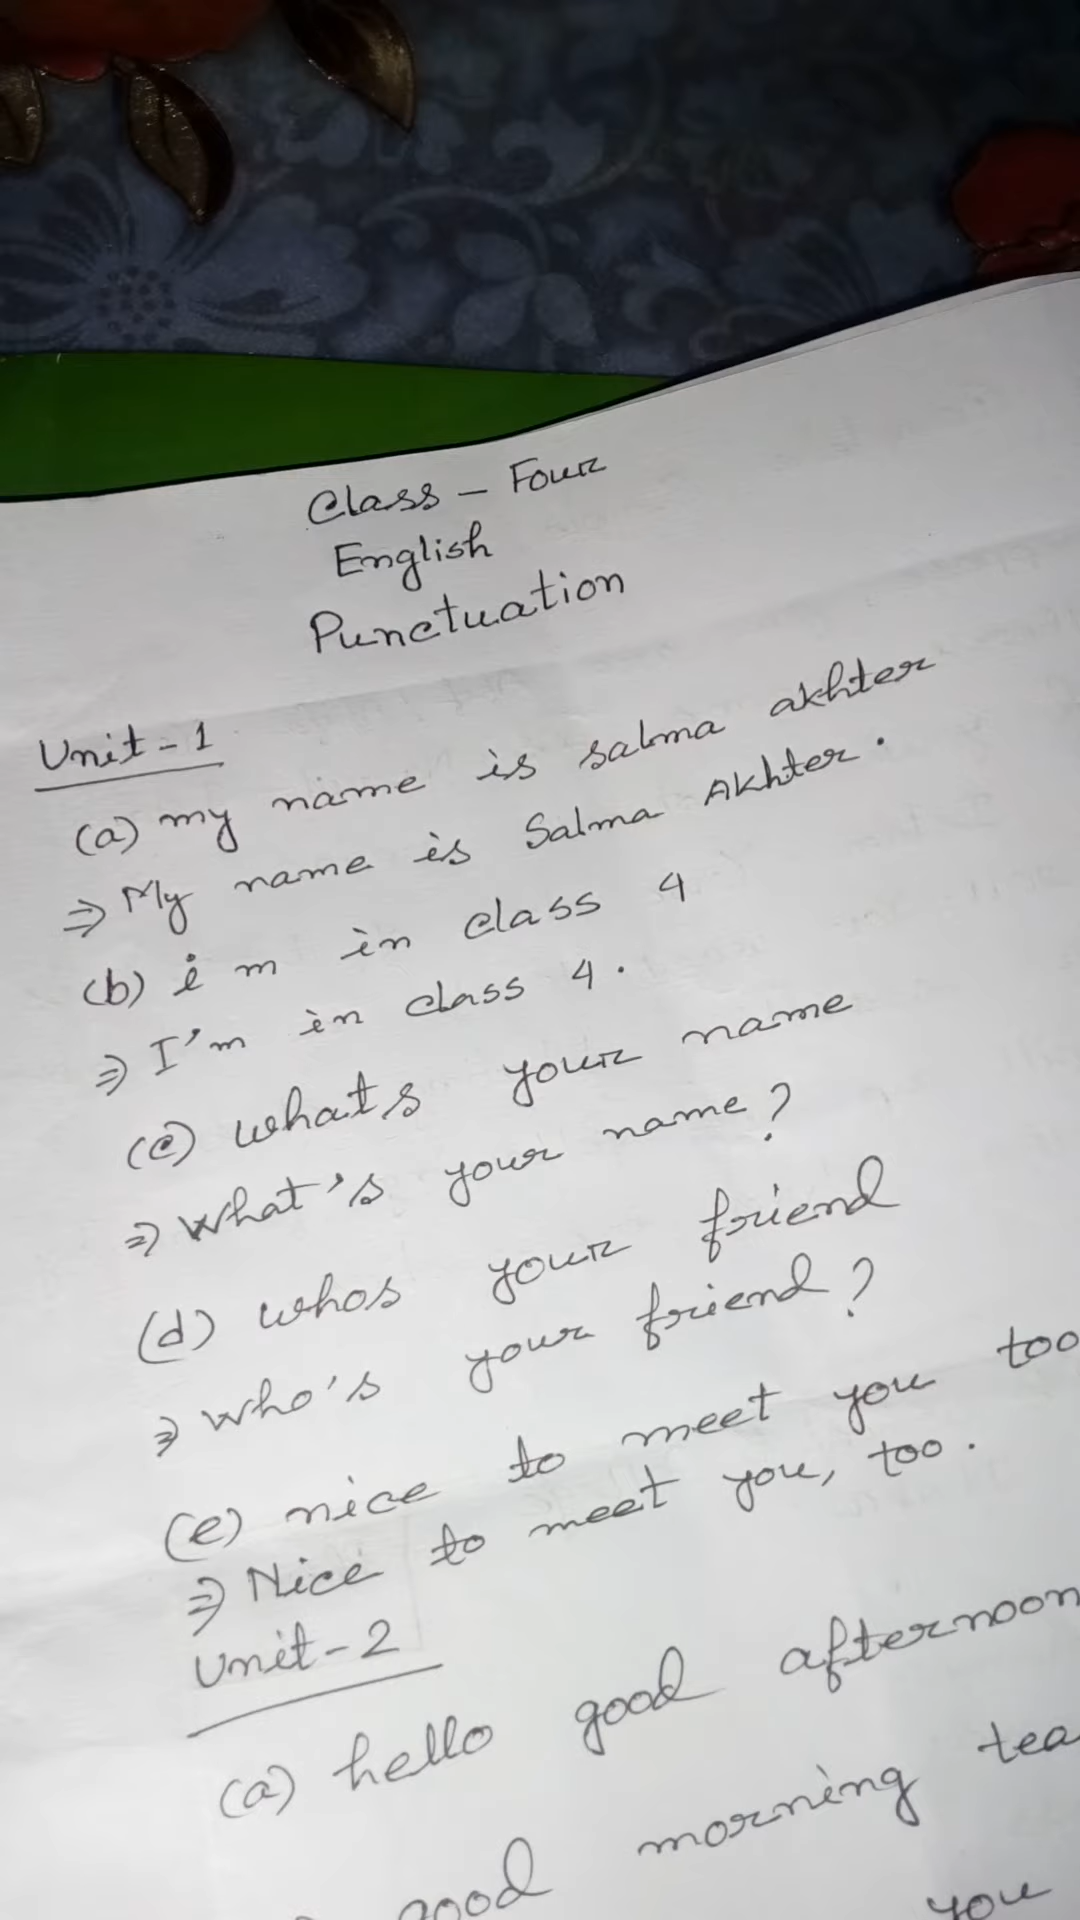 Class - Four
English
Punctuation
Unit-1
(a) my name is salma akhter
⇒ My name is Salma Akhter.
(b) i m in class 4
⇒ I'm in class 4.
(c) whats your name
⇒ What's your name?
(d) whos your friend
⇒ Who's your friend?
(e) nice to meet you too
⇒ Nice to meet you, too.
Unit-2
(a) hello good afternoon
good morning
you